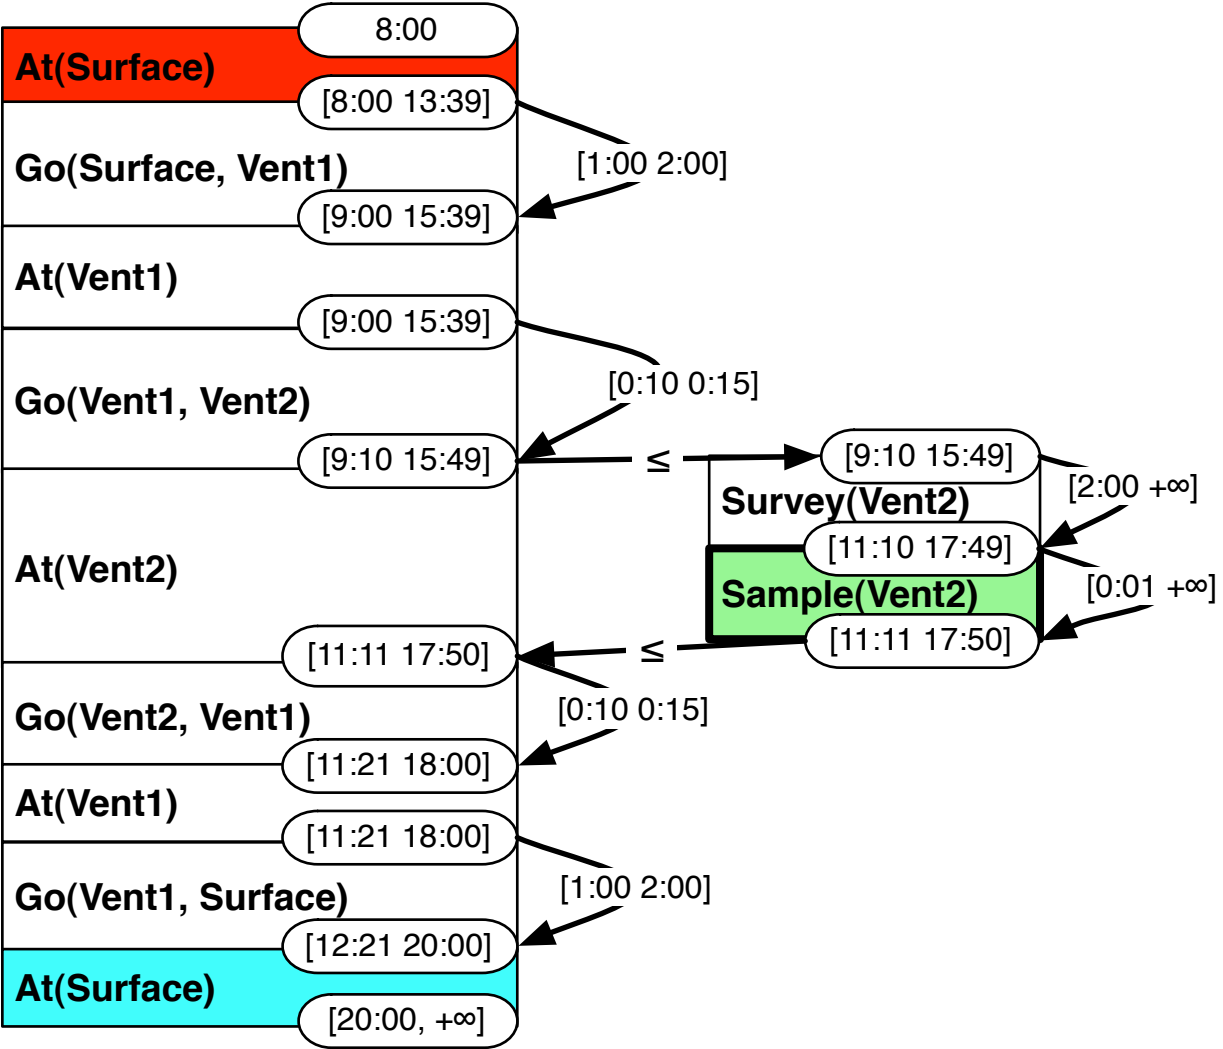 8:00
At(Surface)
[8:00 13:39]
Go(Surface, Vent1)
[1:00 2:00]
[9:00 15:39]
At(Vent1)
[9:00 15:39]
Go(Vent1, Vent2)
[0:10 0:15]
[9:10 15:49]
≤
[9:10 15:49]
[2:00 +∞]
Survey(Vent2)
[11:10 17:49]
At(Vent2)
Sample(Vent2)
[0:01 +∞]
[11:11 17:50]
≤
[11:11 17:50]
Go(Vent2, Vent1)
[0:10 0:15]
[11:21 18:00]
At(Vent1)
[11:21 18:00]
Go(Vent1, Surface)
[1:00 2:00]
[12:21 20:00]
At(Surface)
[20:00, +∞]